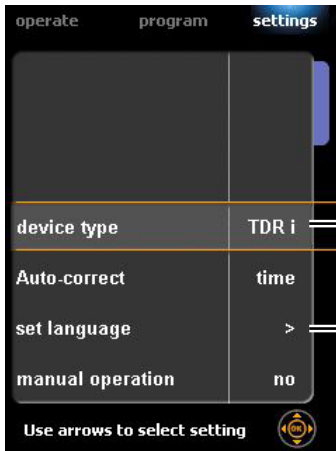 operate program settings
device type TDR i
Auto-correct time
set language >
manual operation no
Use arrows to select setting OK